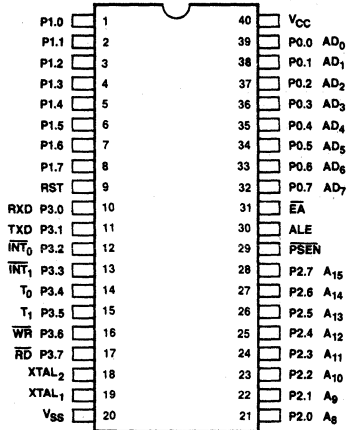 P1.0 1 40 VCC
P1.1 2 39 P0.0 AD0
P1.2 3 38 P0.1 AD1
P1.3 4 37 P0.2 AD2
P1.4 5 36 P0.3 AD3
P1.5 6 35 P0.4 AD4
P1.6 7 34 P0.5 AD5
P1.7 8 33 P0.6 AD6
RST 9 32 P0.7 AD7
RXD P3.0 10 31 E̅A̅
TXD P3.1 11 30 ALE
I̅N̅T̅0 P3.2 12 29 P̅S̅E̅N̅
I̅N̅T̅1 P3.3 13 28 P2.7 A15
T0 P3.4 14 27 P2.6 A14
T1 P3.5 15 26 P2.5 A13
W̅R̅ P3.6 16 25 P2.4 A12
R̅D̅ P3.7 17 24 P2.3 A11
XTAL2 18 23 P2.2 A10
XTAL1 19 22 P2.1 A9
VSS 20 21 P2.0 A8